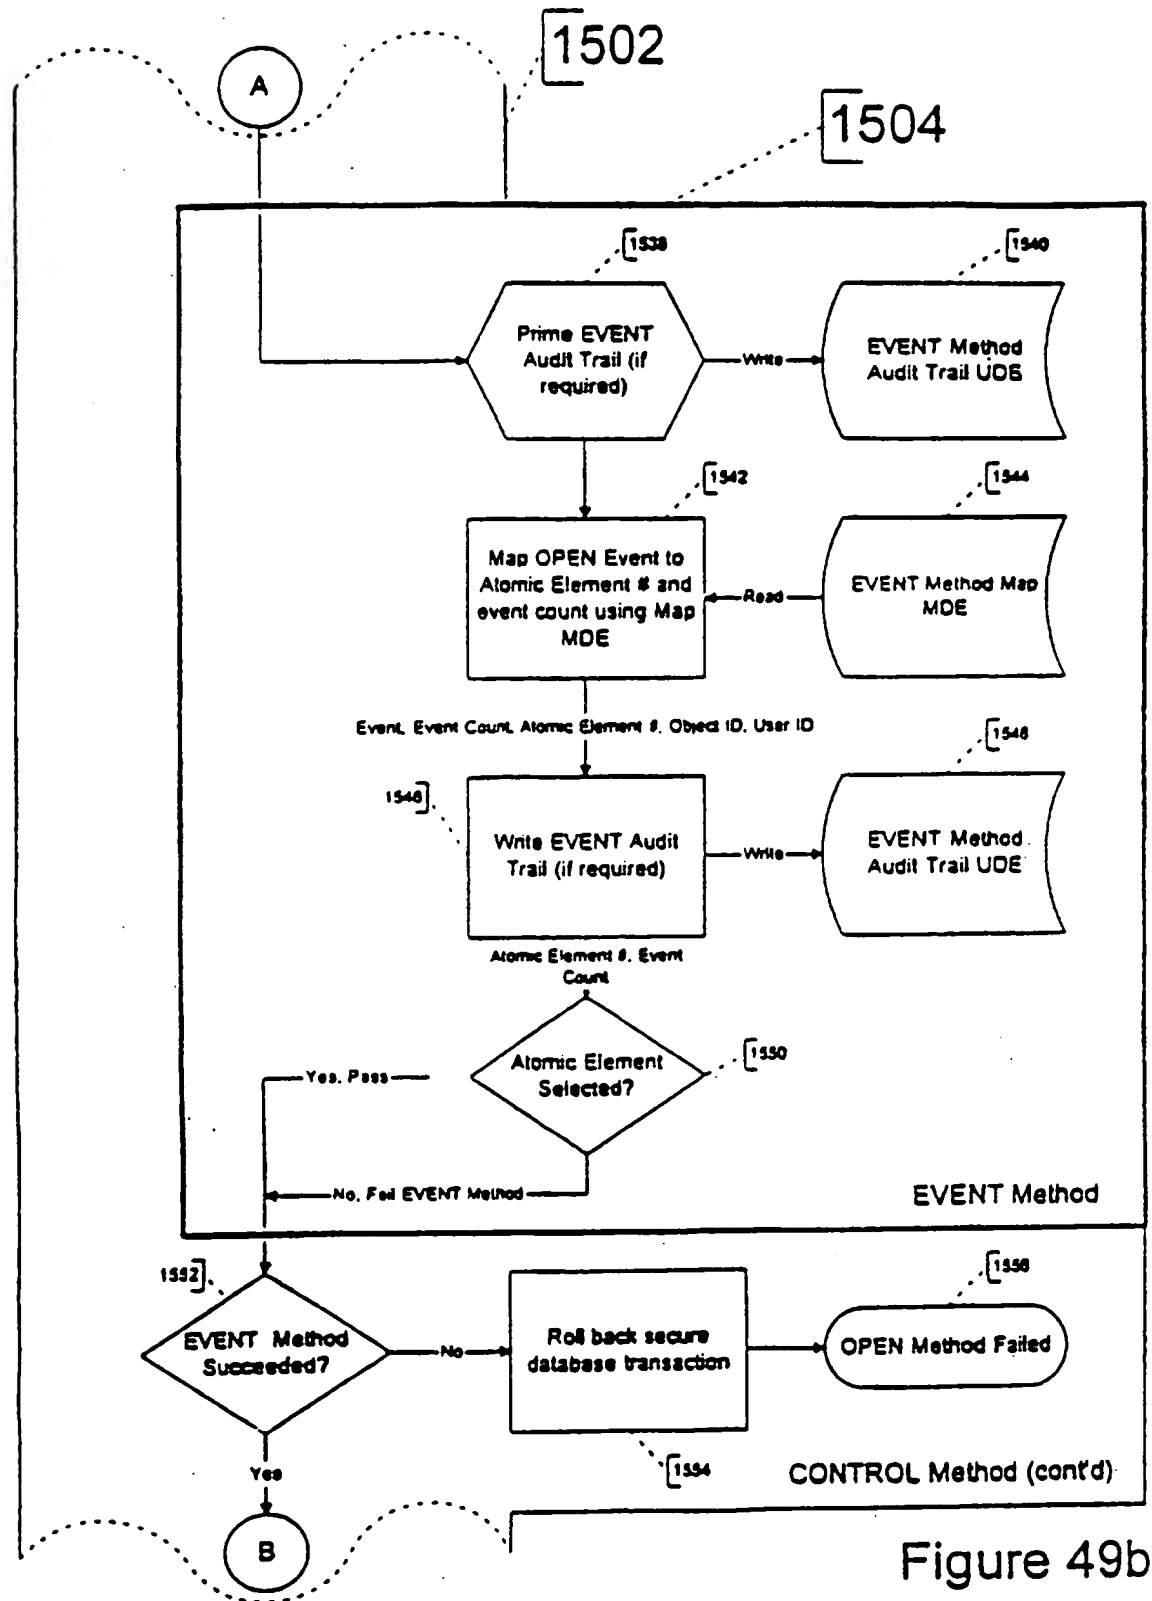 1502
A
1504
1538
1540
Prime EVENT
Audit Trail (if
required)
Write
EVENT Method
Audit Trail UDE
1542
1544
Map OPEN Event to
Atomic Element # and
event count using Map
MDE
Read
EVENT Method Map
MDE
Event, Event Count, Atomic Element #, Object ID, User ID
1546
1548
Write EVENT Audit
Trail (if required)
Write
EVENT Method
Audit Trail UDE
Atomic Element #, Event
Count
1550
Atomic Element
Selected?
Yes, Pass
No, Fail EVENT Method
EVENT Method
1552
1556
EVENT Method
Succeeded?
No
Roll back secure
database transaction
OPEN Method Failed
Yes
1554
CONTROL Method (cont'd)
B
Figure 49b